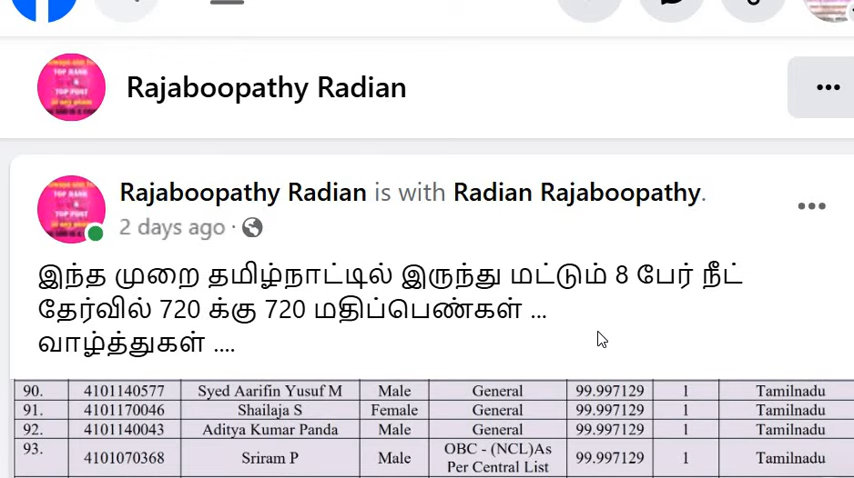 Rajaboopathy Radian
Rajaboopathy Radian is with Radian Rajaboopathy.
2 days ago ·
இந்த முறை தமிழ்நாட்டில் இருந்து மட்டும் 8 பேர் நீட்
தேர்வில் 720 க்கு 720 மதிப்பெண்கள் ...
வாழ்த்துகள் ....
90. 4101140577 Syed Aarifin Yusuf M Male General 99.997129 1 Tamilnadu
91. 4101170046 Shailaja S Female General 99.997129 1 Tamilnadu
92. 4101140043 Aditya Kumar Panda Male General 99.997129 1 Tamilnadu
93. 4101070368 Sriram P Male OBC - (NCL)As 99.997129 1 Tamilnadu
Per Central List